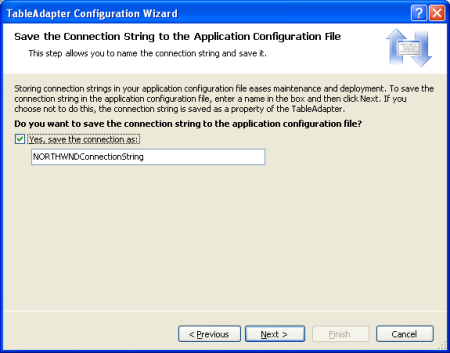 TableAdapter Configuration Wizard
Save the Connection String to the Application Configuration File
This step allows you to name the connection string and save it.
Storing connection strings in your application configuration file eases maintenance and deployment. To save the
connection string in the application configuration file, enter a name in the box and then click Next. If you
choose not to do this, the connection string is saved as a property of the TableAdapter.
Do you want to save the connection string to the application configuration file?
Yes, save the connection as:
NORTHWNDConnectionString
< Previous
Next >
Finish
Cancel